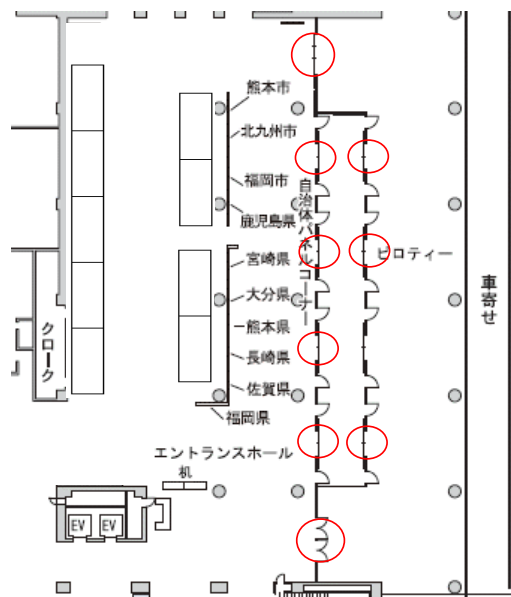 熊本市
北九州市
福岡市
鹿児島県
宮崎県
大分県
熊本県
長崎県
佐賀県
福岡県
自治体パネルコーナー
ピロティー
車寄せ
クローク
エントランスホール
机
EV
EV